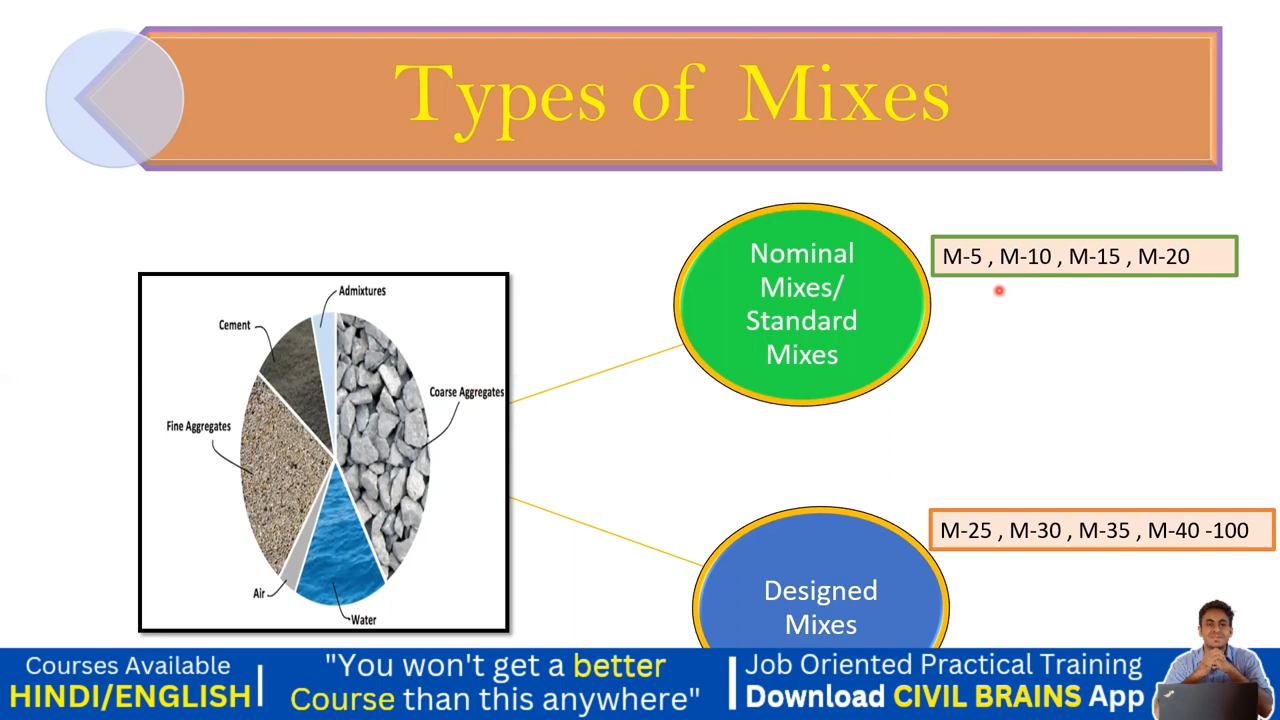 Types of Mixes
Nominal
Mixes/
Standard
Mixes
M-5 , M-10 , M-15 , M-20
Admixtures
Cement
Coarse Aggregates
Fine Aggregates
Air
Water
M-25 , M-30 , M-35 , M-40 -100
Designed
Mixes
Courses Available
HINDI/ENGLISH
"You won't get a better
Course than this anywhere"
Job Oriented Practical Training
Download CIVIL BRAINS App